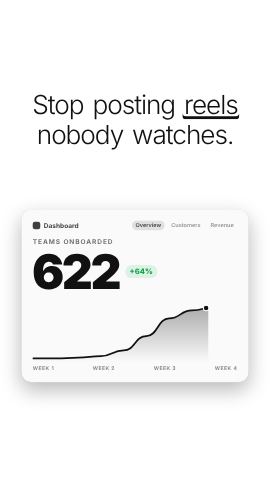 Stop posting reels
nobody watches.
Dashboard
Overview Customers Revenue
TEAMS ONBOARDED
622 +64%
WEEK 1 WEEK 2 WEEK 3 WEEK 4